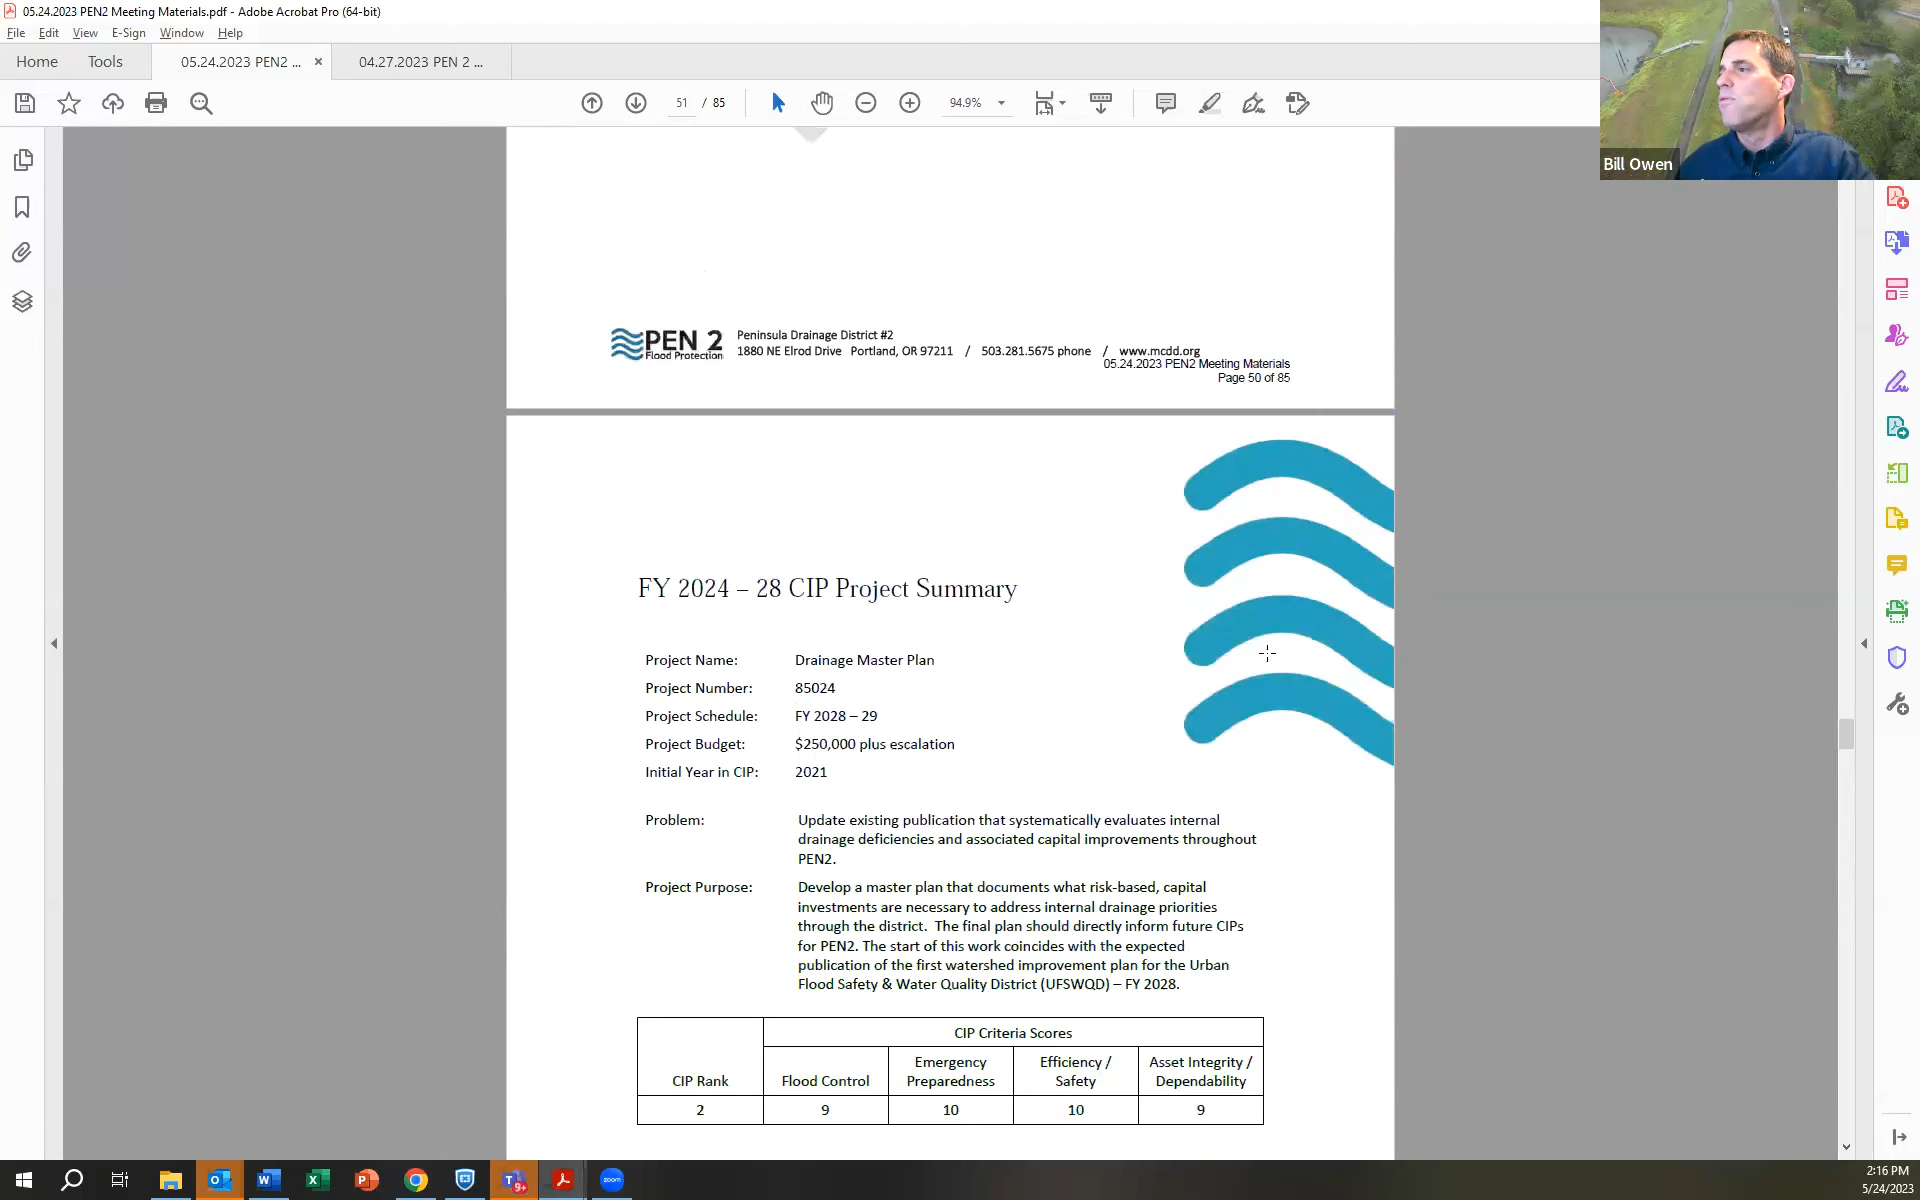 05.24.2023 PEN2 Meeting Materials.pdf - Adobe Acrobat Pro (64-bit)
File Edit View E-Sign Window Help
Home Tools 05.24.2023 PEN2 ... × 04.27.2023 PEN 2 ...
51 / 85 94.9%
Bill Owen
PEN 2
Flood Protection
Peninsula Drainage District #2
1880 NE Elrod Drive Portland, OR 97211 / 503.281.5675 phone / www.mcdd.org
05.24.2023 PEN2 Meeting Materials
Page 50 of 85
FY 2024 – 28 CIP Project Summary
Project Name: Drainage Master Plan
Project Number: 85024
Project Schedule: FY 2028 – 29
Project Budget: $250,000 plus escalation
Initial Year in CIP: 2021
Problem: Update existing publication that systematically evaluates internal
drainage deficiencies and associated capital improvements throughout
PEN2.
Project Purpose: Develop a master plan that documents what risk-based, capital
investments are necessary to address internal drainage priorities
through the district. The final plan should directly inform future CIPs
for PEN2. The start of this work coincides with the expected
publication of the first watershed improvement plan for the Urban
Flood Safety & Water Quality District (UFSWQD) – FY 2028.
CIP Criteria Scores
CIP Rank Flood Control Emergency Preparedness Efficiency / Safety Asset Integrity / Dependability
2 9 10 10 9
zoom
2:16 PM
5/24/2023